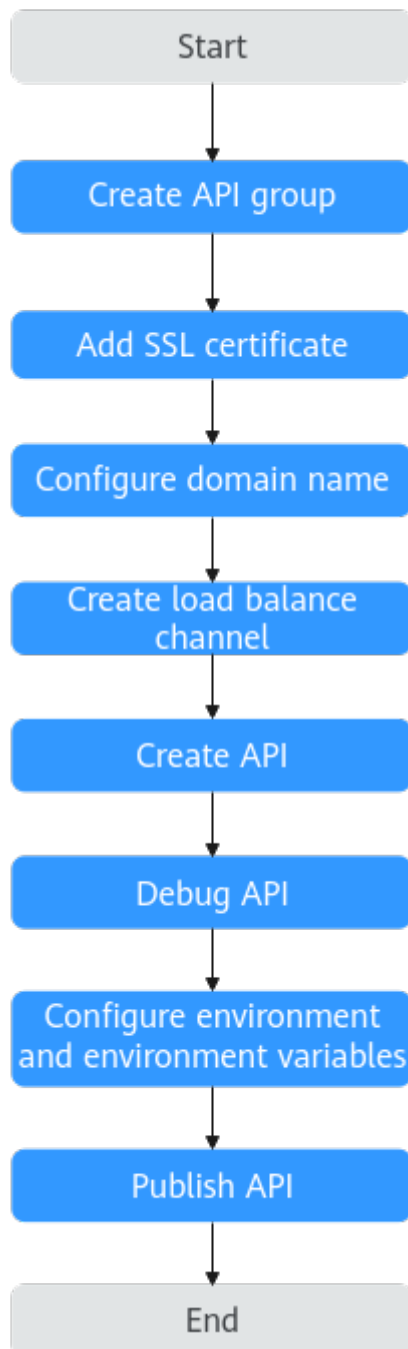 Start
Create API group
Add SSL certificate
Configure domain name
Create load balance
channel
Create API
Debug API
Configure environment
and environment variables
Publish API
End